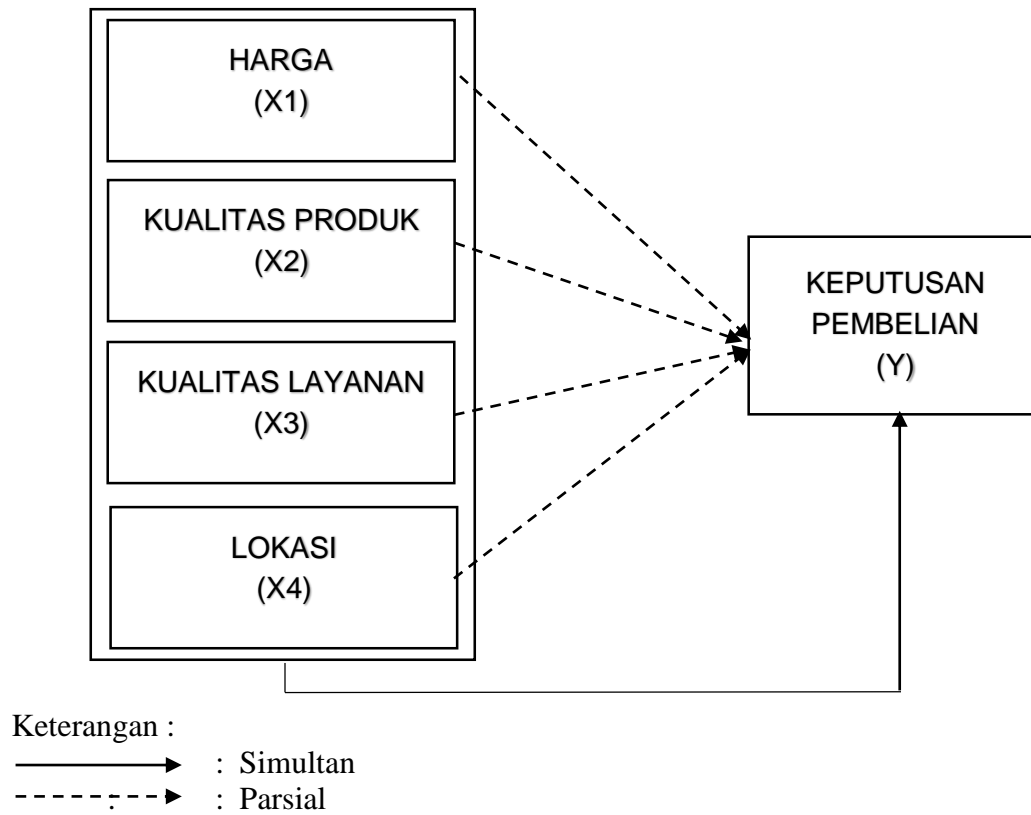 HARGA
(X1)
KUALITAS PRODUK
(X2)
KUALITAS LAYANAN
(X3)
LOKASI
(X4)
KEPUTUSAN
PEMBELIAN
(Y)
Keterangan :
: Simultan
: : Parsial